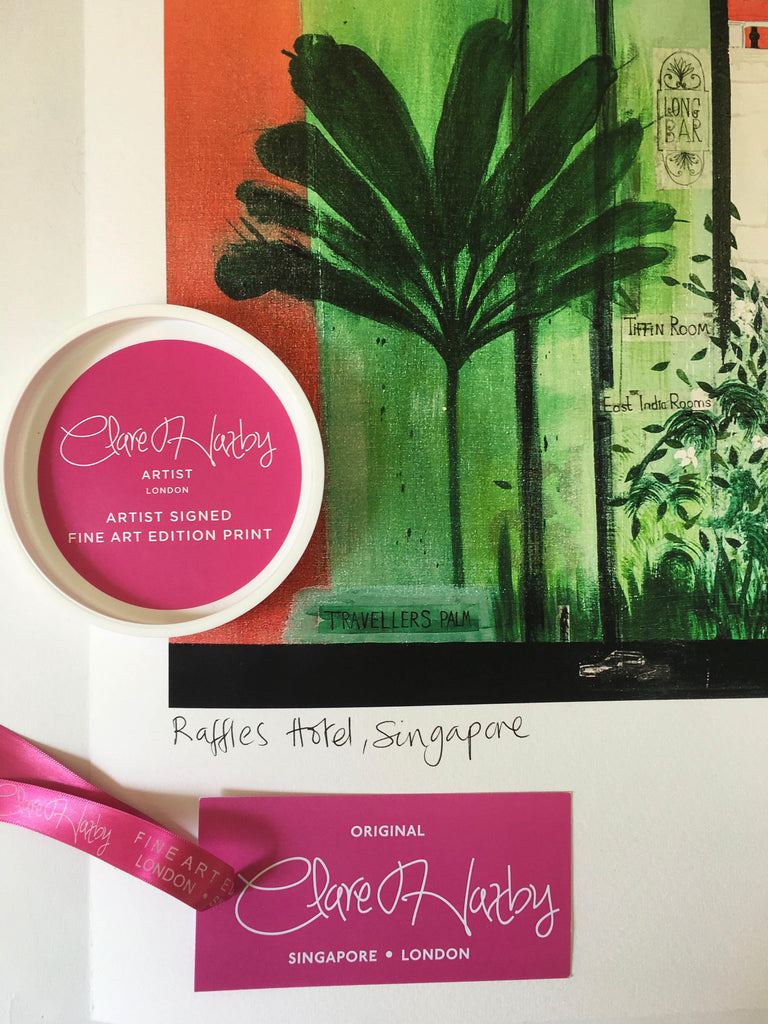 LONG
BAR
TIFFIN ROOM
East India Rooms
Clare Haxby
ARTIST
LONDON
ARTIST SIGNED
FINE ART EDITION PRINT
TRAVELLERS PALM
Raffles Hotel, Singapore
Clare Haxby
FINE ART ED
LONDON • S
ORIGINAL
Clare Haxby
SINGAPORE • LONDON